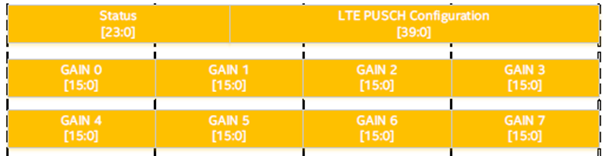 Status LTE PUSCH Configuration
[23:0] [39:0]
GAIN 0 GAIN 1 GAIN 2 GAIN 3
[15:0] [15:0] [15:0] [15:0]
GAIN 4 GAIN 5 GAIN 6 GAIN 7
[15:0] [15:0] [15:0] [15:0]